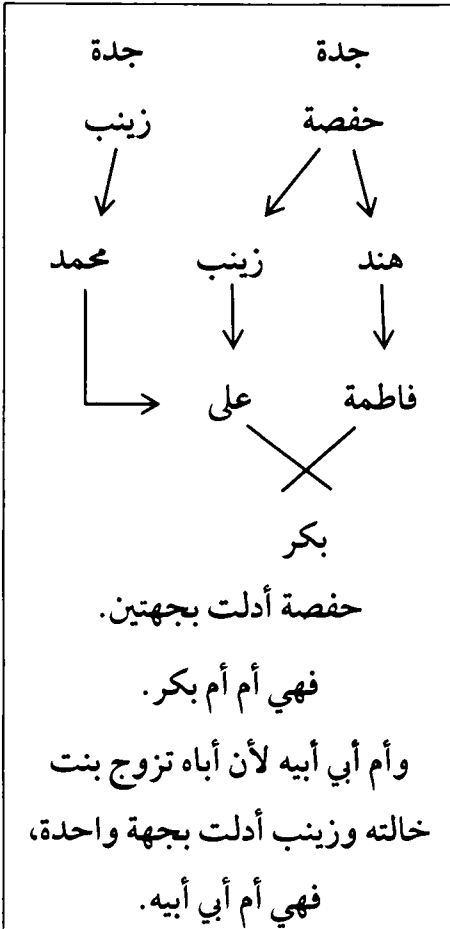 جدة جدة
حفصة زينب
هند زينب محمد
فاطمة على
بكر
حفصة أدلت بجهتين.
فهي أم أم بكر.
وأم أبي أبيه لأن أباه تزوج بنت
خالته وزينب أدلت بجهة واحدة،
فهي أم أبي أبيه.